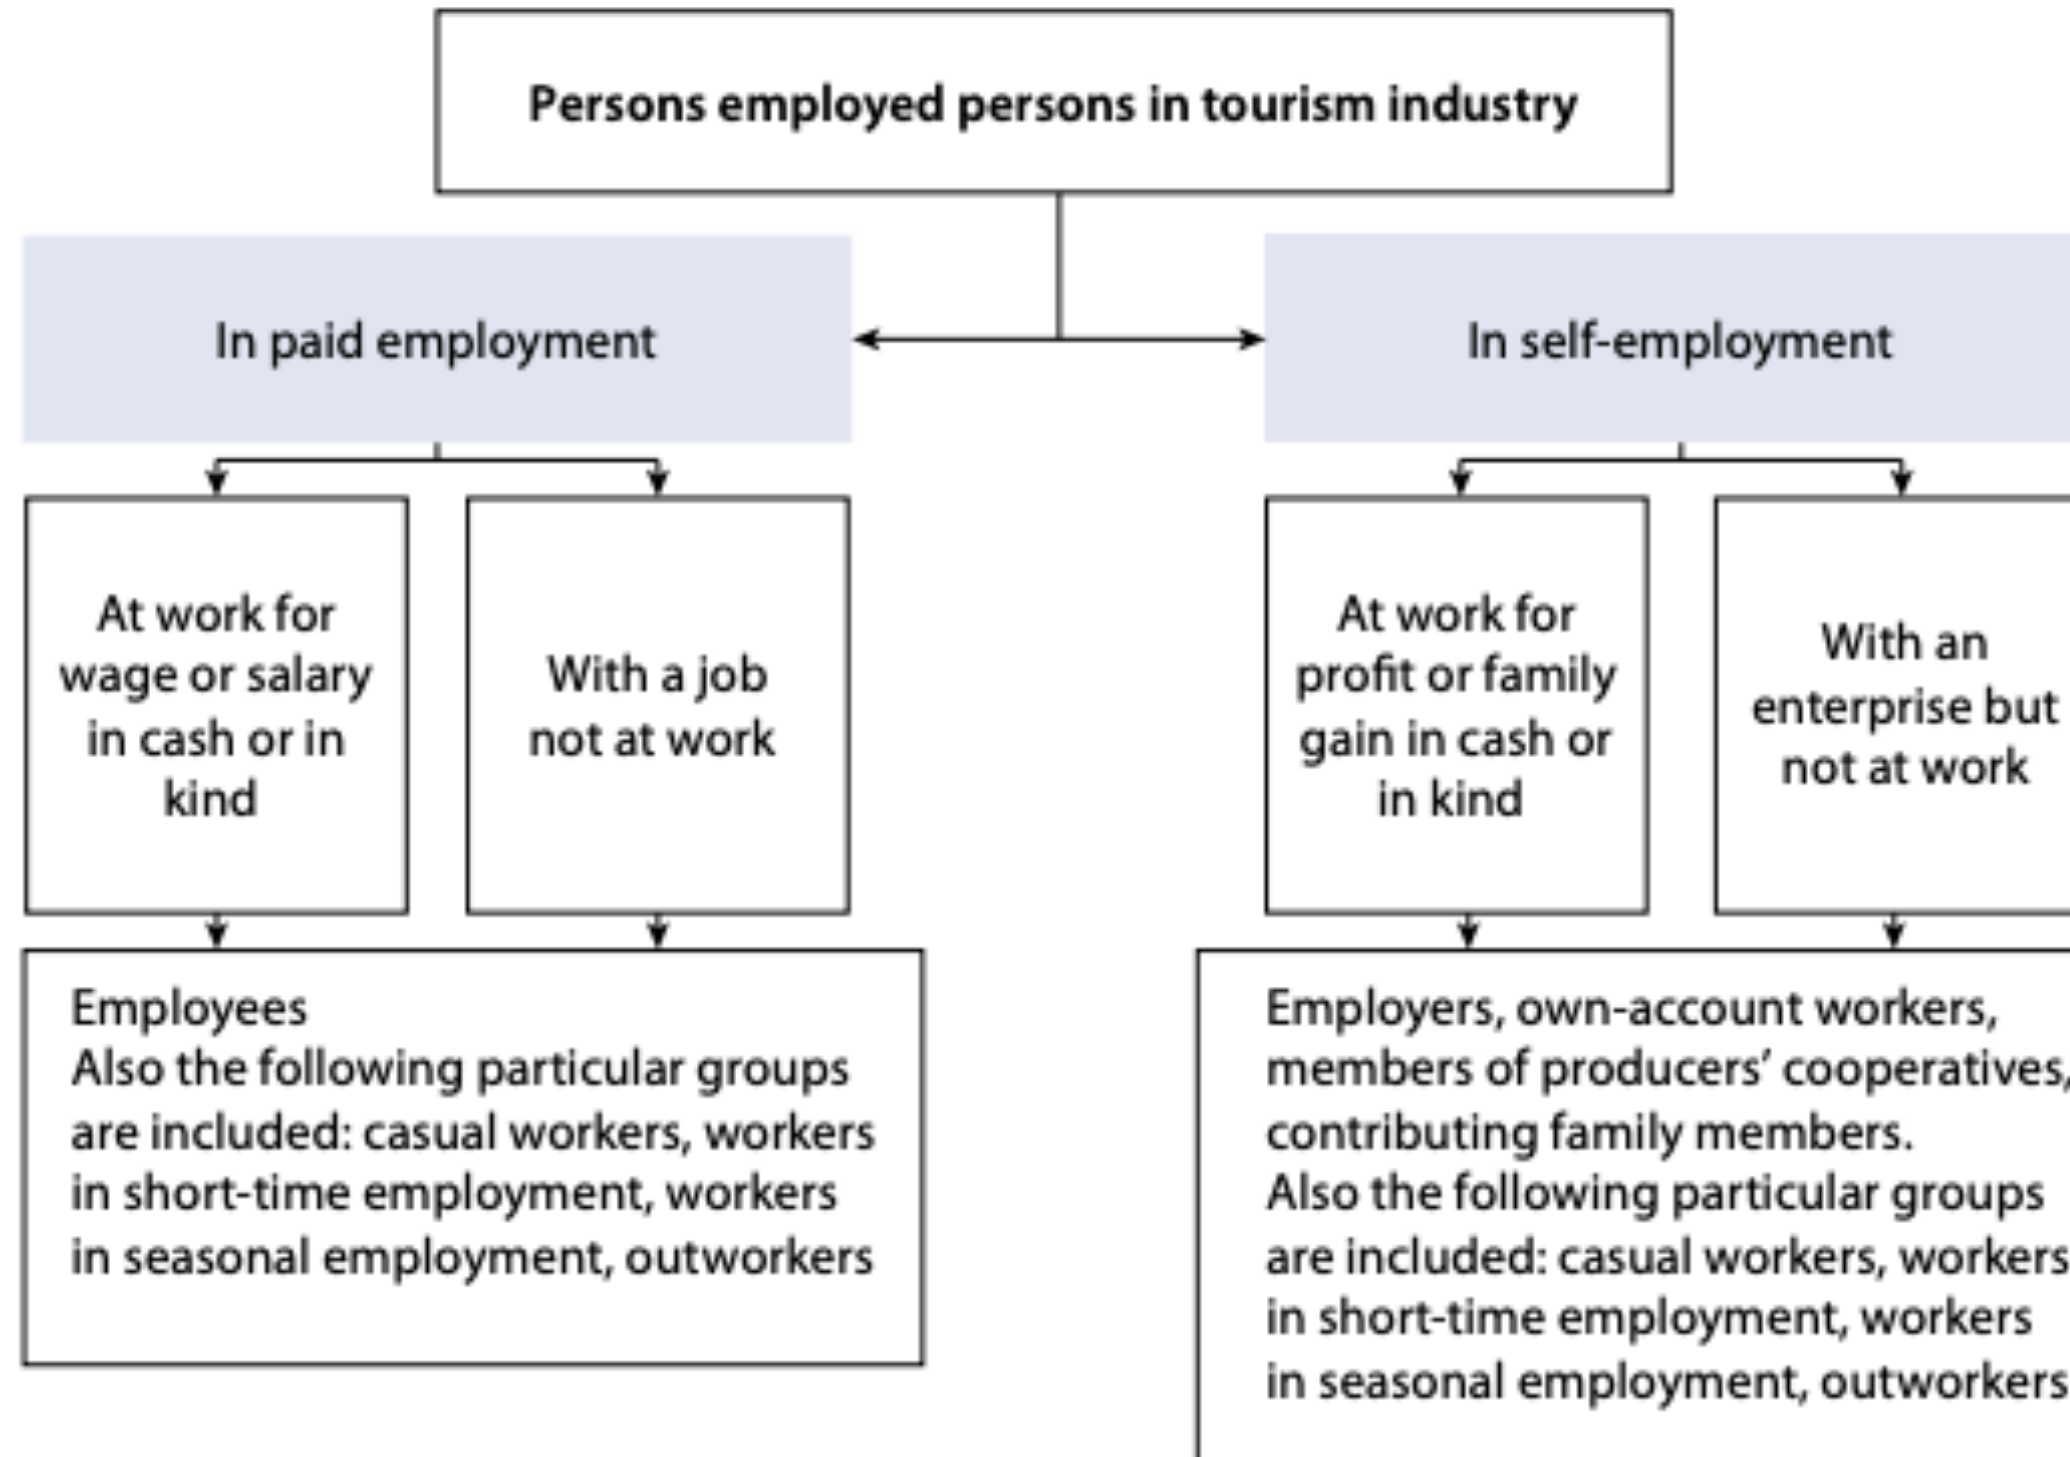 Persons employed persons in tourism industry
In paid employment
In self-employment
At work for
wage or salary
in cash or in
kind
With a job
not at work
At work for
profit or family
gain in cash or
in kind
With an
enterprise but
not at work
Employees
Also the following particular groups
are included: casual workers, workers
in short-time employment, workers
in seasonal employment, outworkers
Employers, own-account workers,
members of producers’ cooperatives,
contributing family members.
Also the following particular groups
are included: casual workers, workers
in short-time employment, workers
in seasonal employment, outworkers